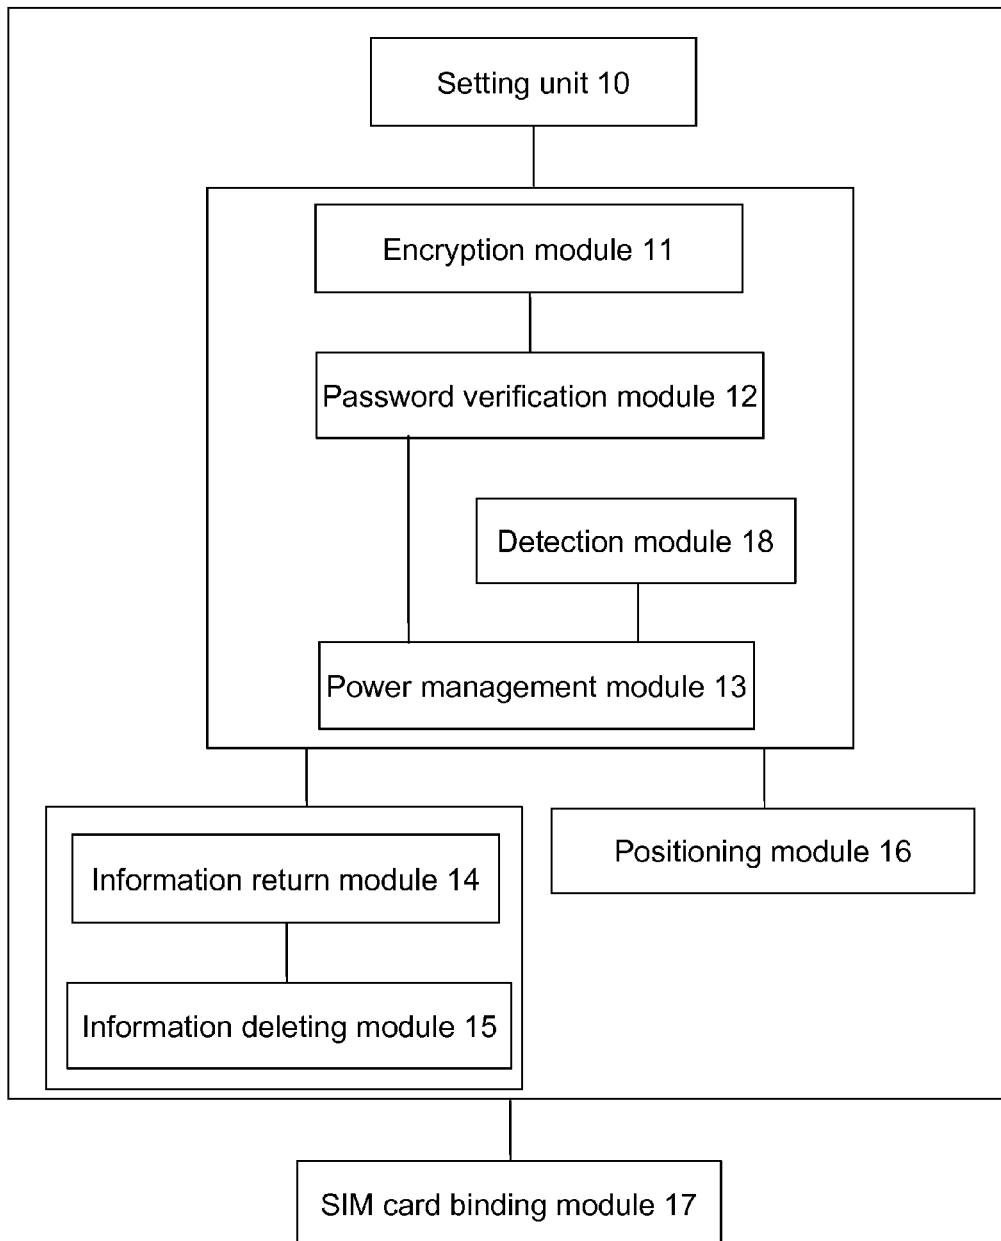 Setting unit 10
Encryption module 11
Password verification module 12
Detection module 18
Power management module 13
Positioning module 16
Information return module 14
Information deleting module 15
SIM card binding module 17